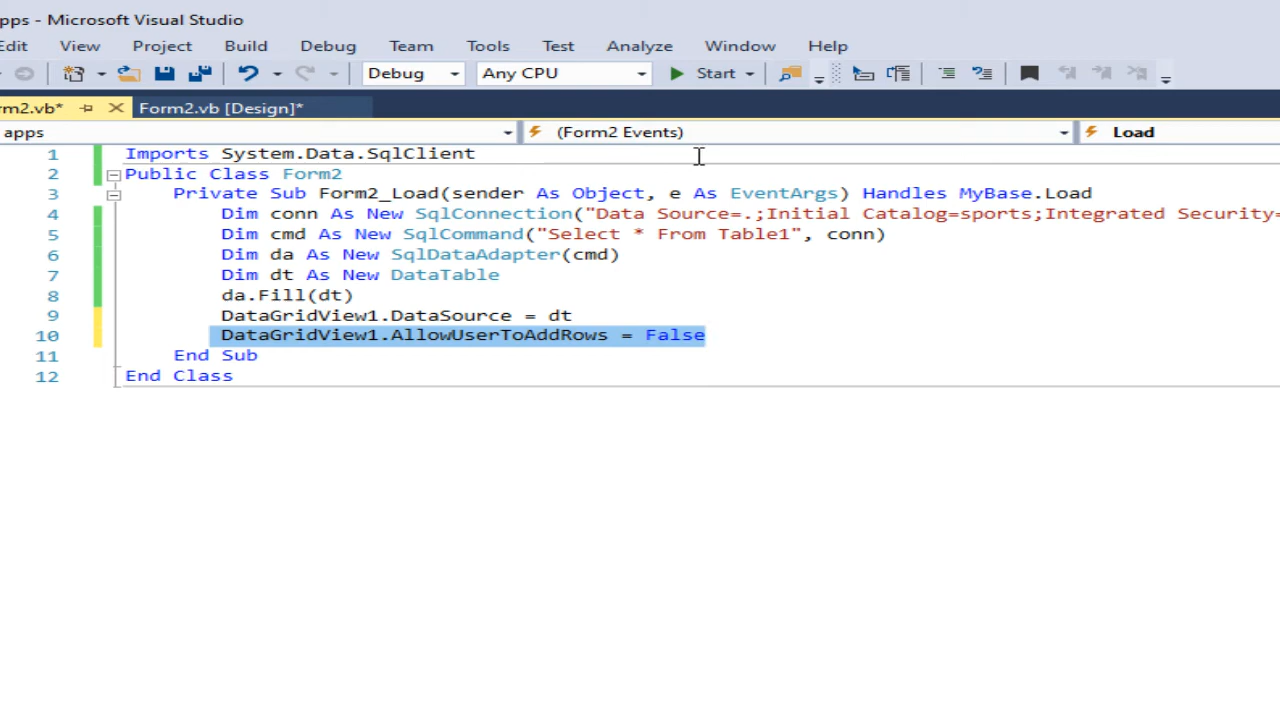 pps - Microsoft Visual Studio
Edit View Project Build Debug Team Tools Test Analyze Window Help
Debug Any CPU Start
rm2.vb* Form2.vb [Design]*
apps (Form2 Events) Load
1 Imports System.Data.SqlClient
2 Public Class Form2
3 Private Sub Form2_Load(sender As Object, e As EventArgs) Handles MyBase.Load
4 Dim conn As New SqlConnection("Data Source=.;Initial Catalog=sports;Integrated Security=
5 Dim cmd As New SqlCommand("Select * From Table1", conn)
6 Dim da As New SqlDataAdapter(cmd)
7 Dim dt As New DataTable
8 da.Fill(dt)
9 DataGridView1.DataSource = dt
10 DataGridView1.AllowUserToAddRows = False
11 End Sub
12 End Class